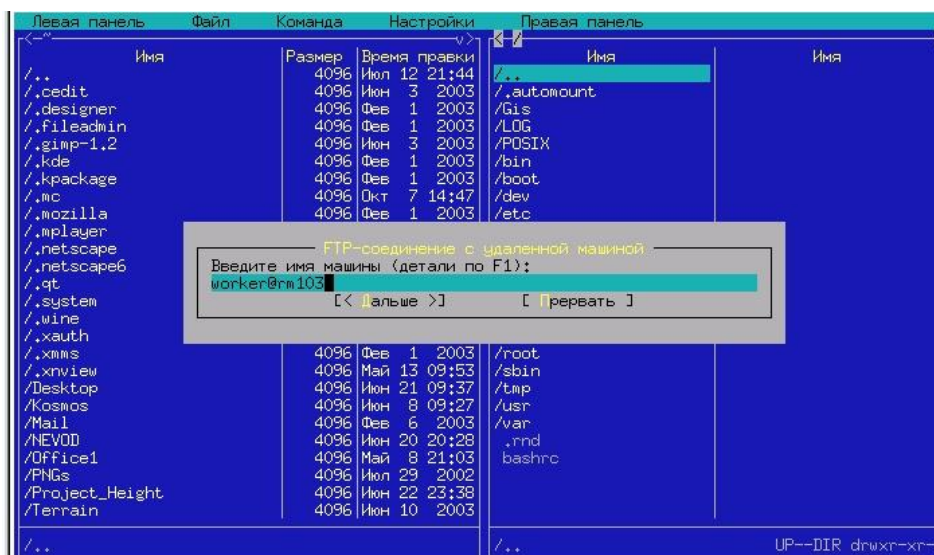 Левая панель Файл Команда Настройки Правая панель
<-~ v> < /
Имя Размер Время правки Имя Имя
/.. 4096 Июл 12 21:44 /..
/.cedit 4096 Июн 3 2003 /.automount
/.designer 4096 Фев 1 2003 /Gis
/.fileadmin 4096 Фев 1 2003 /LOG
/.gimp-1.2 4096 Июн 3 2003 /POSIX
/.kde 4096 Фев 1 2003 /bin
/.kpackage 4096 Фев 1 2003 /boot
/.mc 4096 Окт 7 14:47 /dev
/.mozilla 4096 Фев 1 2003 /etc
/.mplayer
/.netscape FTP-соединение с удаленной машиной
/.netscape6 Введите имя машины (детали по F1):
/.qt worker@rm103
/.system [< Дальше >] [ Прервать ]
/.wine
/.xauth
/.xmms 4096 Фев 1 2003 /root
/.xnview 4096 Май 13 09:53 /sbin
/Desktop 4096 Июн 21 09:37 /tmp
/Kosmos 4096 Июн 8 09:27 /usr
/Mail 4096 Фев 6 2003 /var
/NEVOD 4096 Июн 20 20:28 .rnd
/Office1 4096 Май 8 21:03 bashrc
/PNGs 4096 Июл 29 2002
/Project_Height 4096 Июн 22 23:38
/Terrain 4096 Июн 10 2003
/.. /.. UP--DIR drwxr-xr-